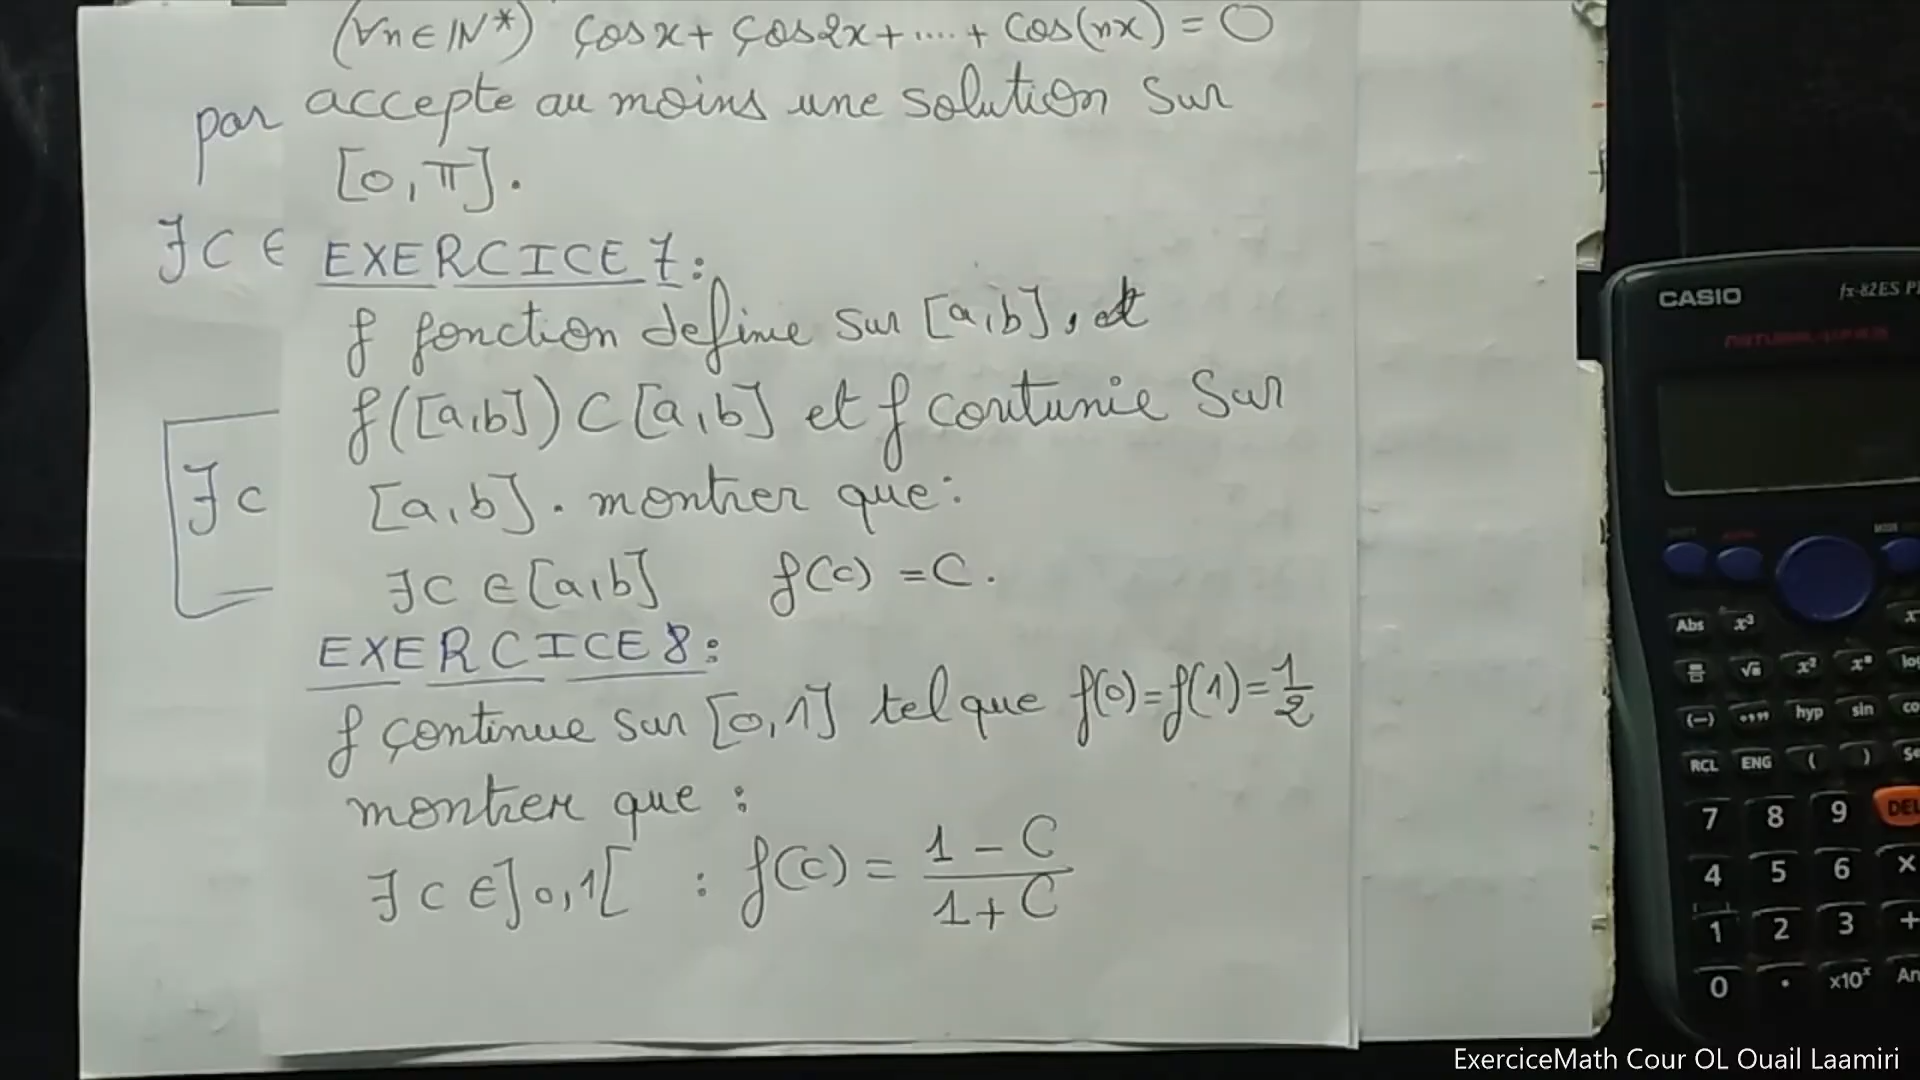 (∀n ∈ IN*) cosx + cos2x + .... + cos(nx) = 0
par accepte au moins une solution sur
[0, π].
∃C ∈ EXERCICE 7:
f fonction define sur [a,b], et
f([a,b]) ⊂ [a,b] et f contunie sur
∃c [a,b]. montrer que:
∃C ∈ [a,b] f(c) = C.
EXERCICE 8:
f continue sur [0,1] tel que f(0)=f(1)=1/2
montrer que :
∃C ∈ ]0,1[ : f(c) = (1 - C)/(1 + C)
CASIO fx-82ES
Abs x³
√ x²
(−) °,,, hyp sin
RCL ENG ( )
7 8 9 DEL
4 5 6 ×
1 2 3 +
0 . ×10ˣ
ExerciceMath Cour OL Ouail Laamiri